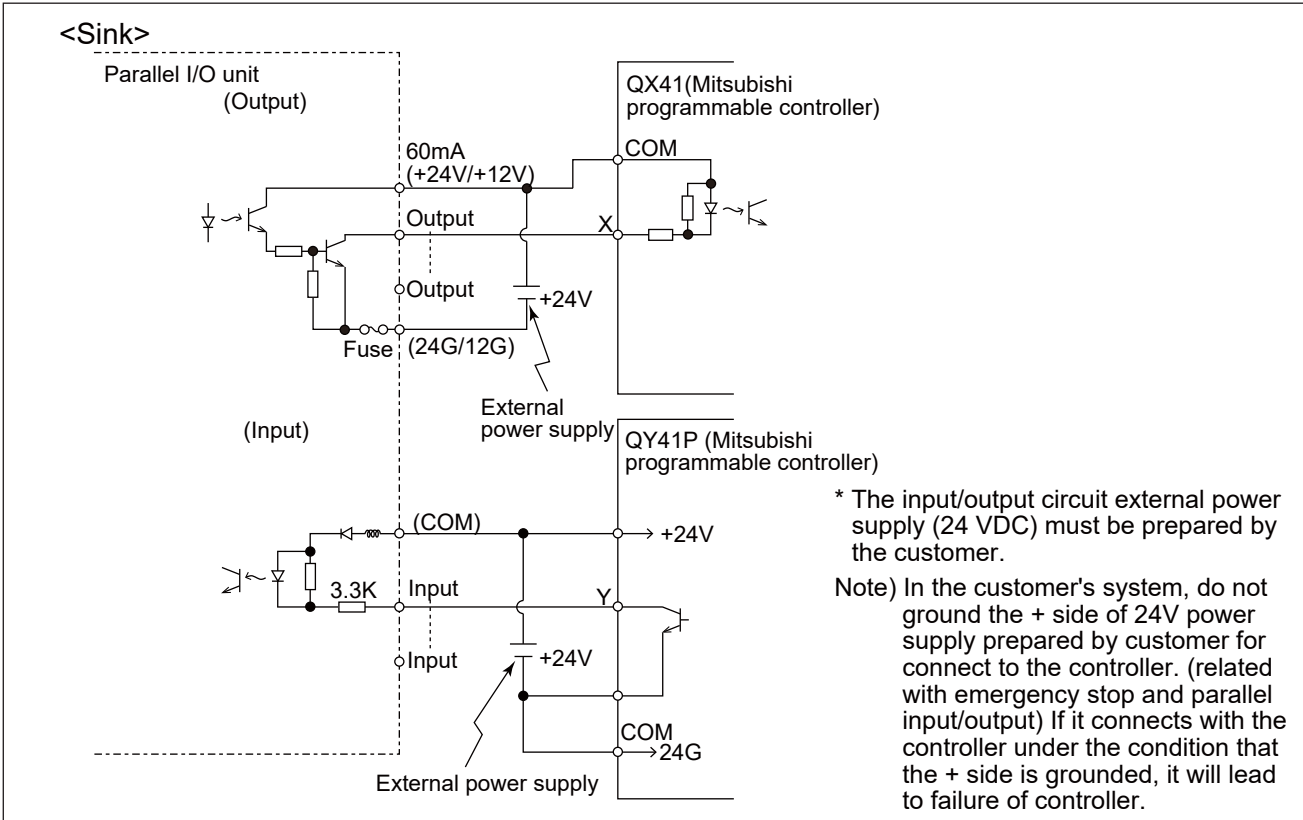 <Sink>
Parallel I/O unit
(Output)
QX41(Mitsubishi
programmable controller)
60mA
(+24V/+12V)
COM
Output
X
Output
+24V
Fuse
(24G/12G)
External
power supply
(Input)
QY41P (Mitsubishi
programmable controller)
(COM)
+24V
3.3K
Input
Y
Input
+24V
COM
24G
External power supply
* The input/output circuit external power
supply (24 VDC) must be prepared by
the customer.
Note) In the customer's system, do not
ground the + side of 24V power
supply prepared by customer for
connect to the controller. (related
with emergency stop and parallel
input/output) If it connects with the
controller under the condition that
the + side is grounded, it will lead
to failure of controller.